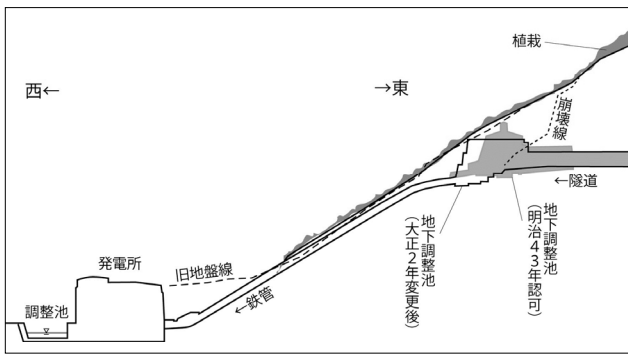 植栽
西←
→東
崩壊線
←隧道
地下調整池
(明治43年認可)
地下調整池
(大正2年変更後)
発電所
旧地盤線
←鉄管
調整池